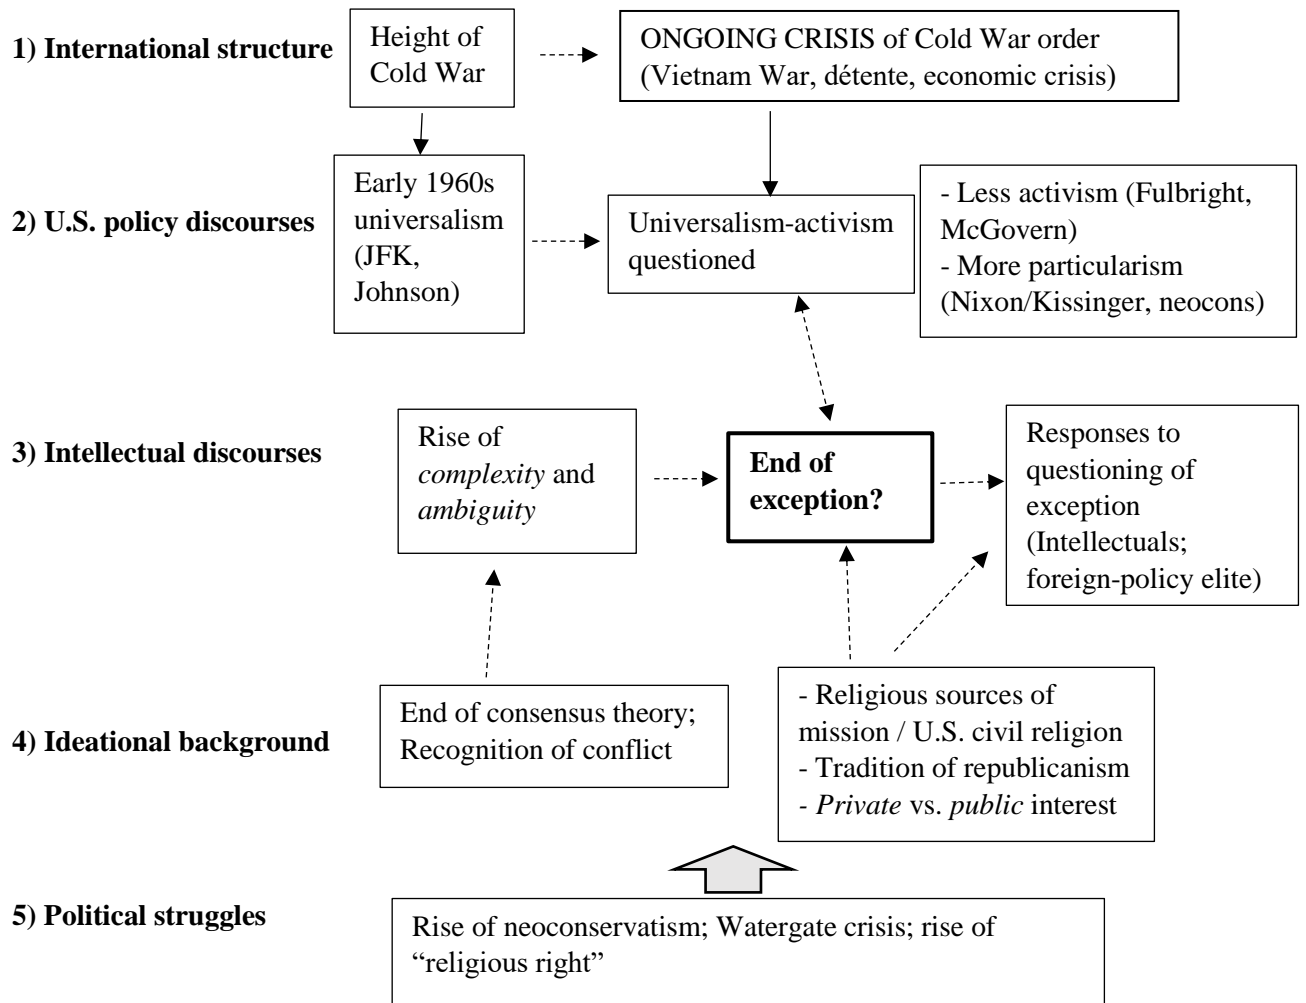 1) International structure
Height of
Cold War
ONGOING CRISIS of Cold War order
(Vietnam War, détente, economic crisis)
2) U.S. policy discourses
Early 1960s
universalism
(JFK,
Johnson)
Universalism-activism
questioned
- Less activism (Fulbright,
McGovern)
- More particularism
(Nixon/Kissinger, neocons)
3) Intellectual discourses
Rise of
complexity and
ambiguity
End of
exception?
Responses to
questioning of
exception
(Intellectuals;
foreign-policy elite)
4) Ideational background
End of consensus theory;
Recognition of conflict
- Religious sources of
mission / U.S. civil religion
- Tradition of republicanism
- Private vs. public interest
5) Political struggles
Rise of neoconservatism; Watergate crisis; rise of
“religious right”